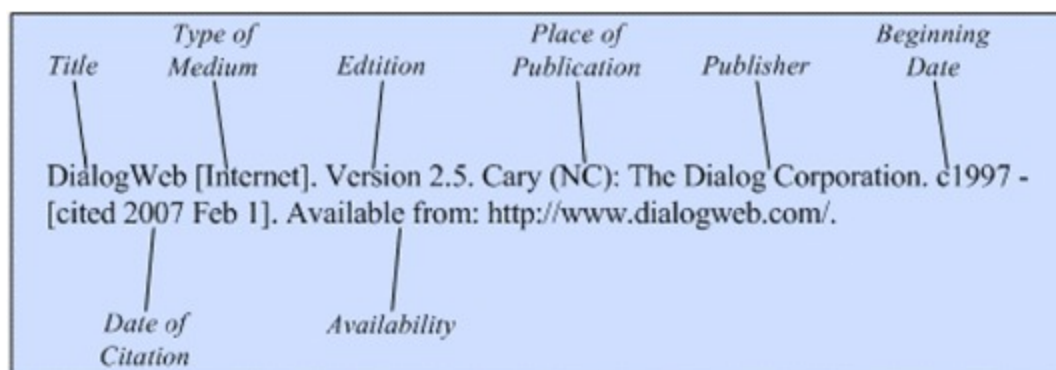 Type of Place of Beginning
Title Medium Edtition Publication Publisher Date
DialogWeb [Internet]. Version 2.5. Cary (NC): The Dialog Corporation. c1997 -
[cited 2007 Feb 1]. Available from: http://www.dialogweb.com/.
Date of Availability
Citation